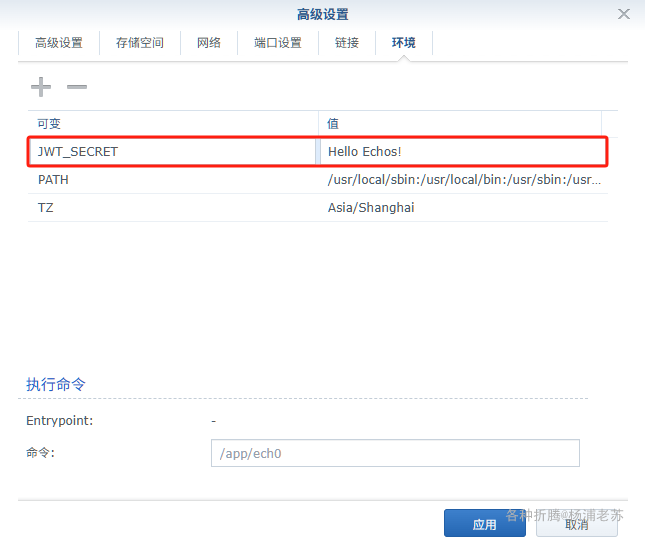 高级设置
高级设置 存储空间 网络 端口设置 链接 环境
可变 值
JWT_SECRET Hello Echos!
PATH /usr/local/sbin:/usr/local/bin:/usr/sbin:/usr...
TZ Asia/Shanghai
执行命令
Entrypoint: -
命令: /app/ech0
应用 取消
各种折腾@杨浦老苏